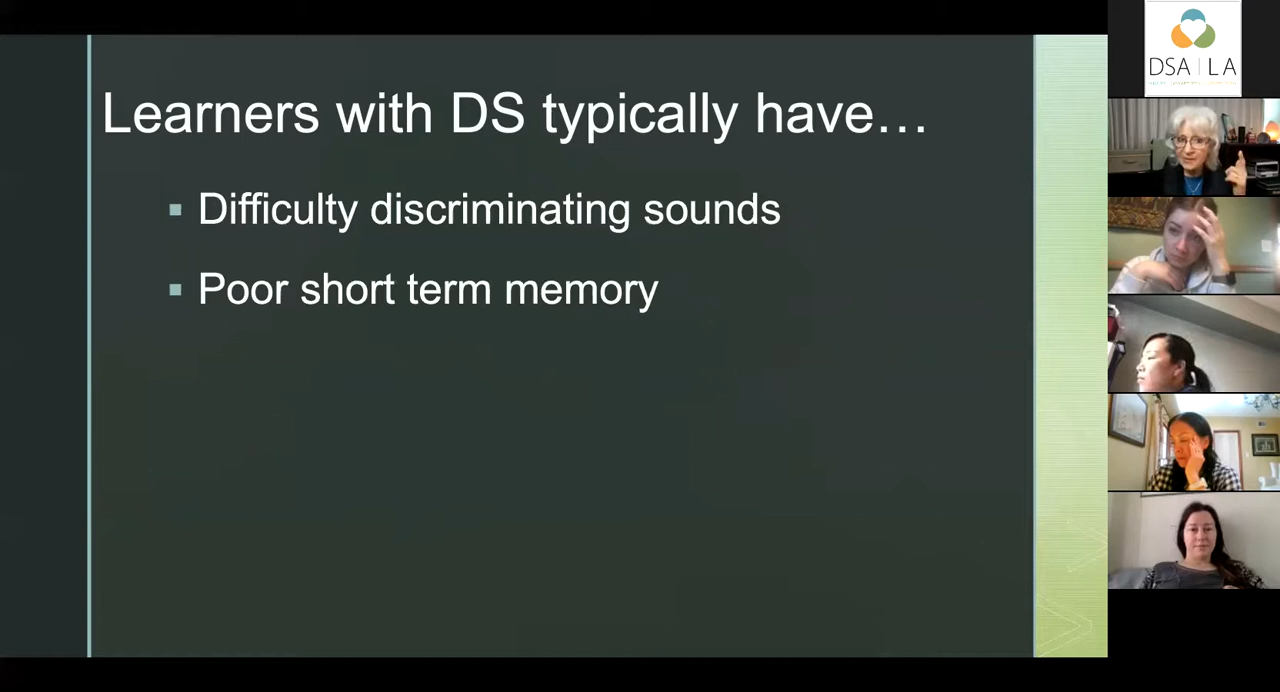 Learners with DS typically have…
▪ Difficulty discriminating sounds
▪ Poor short term memory
DSA | LA